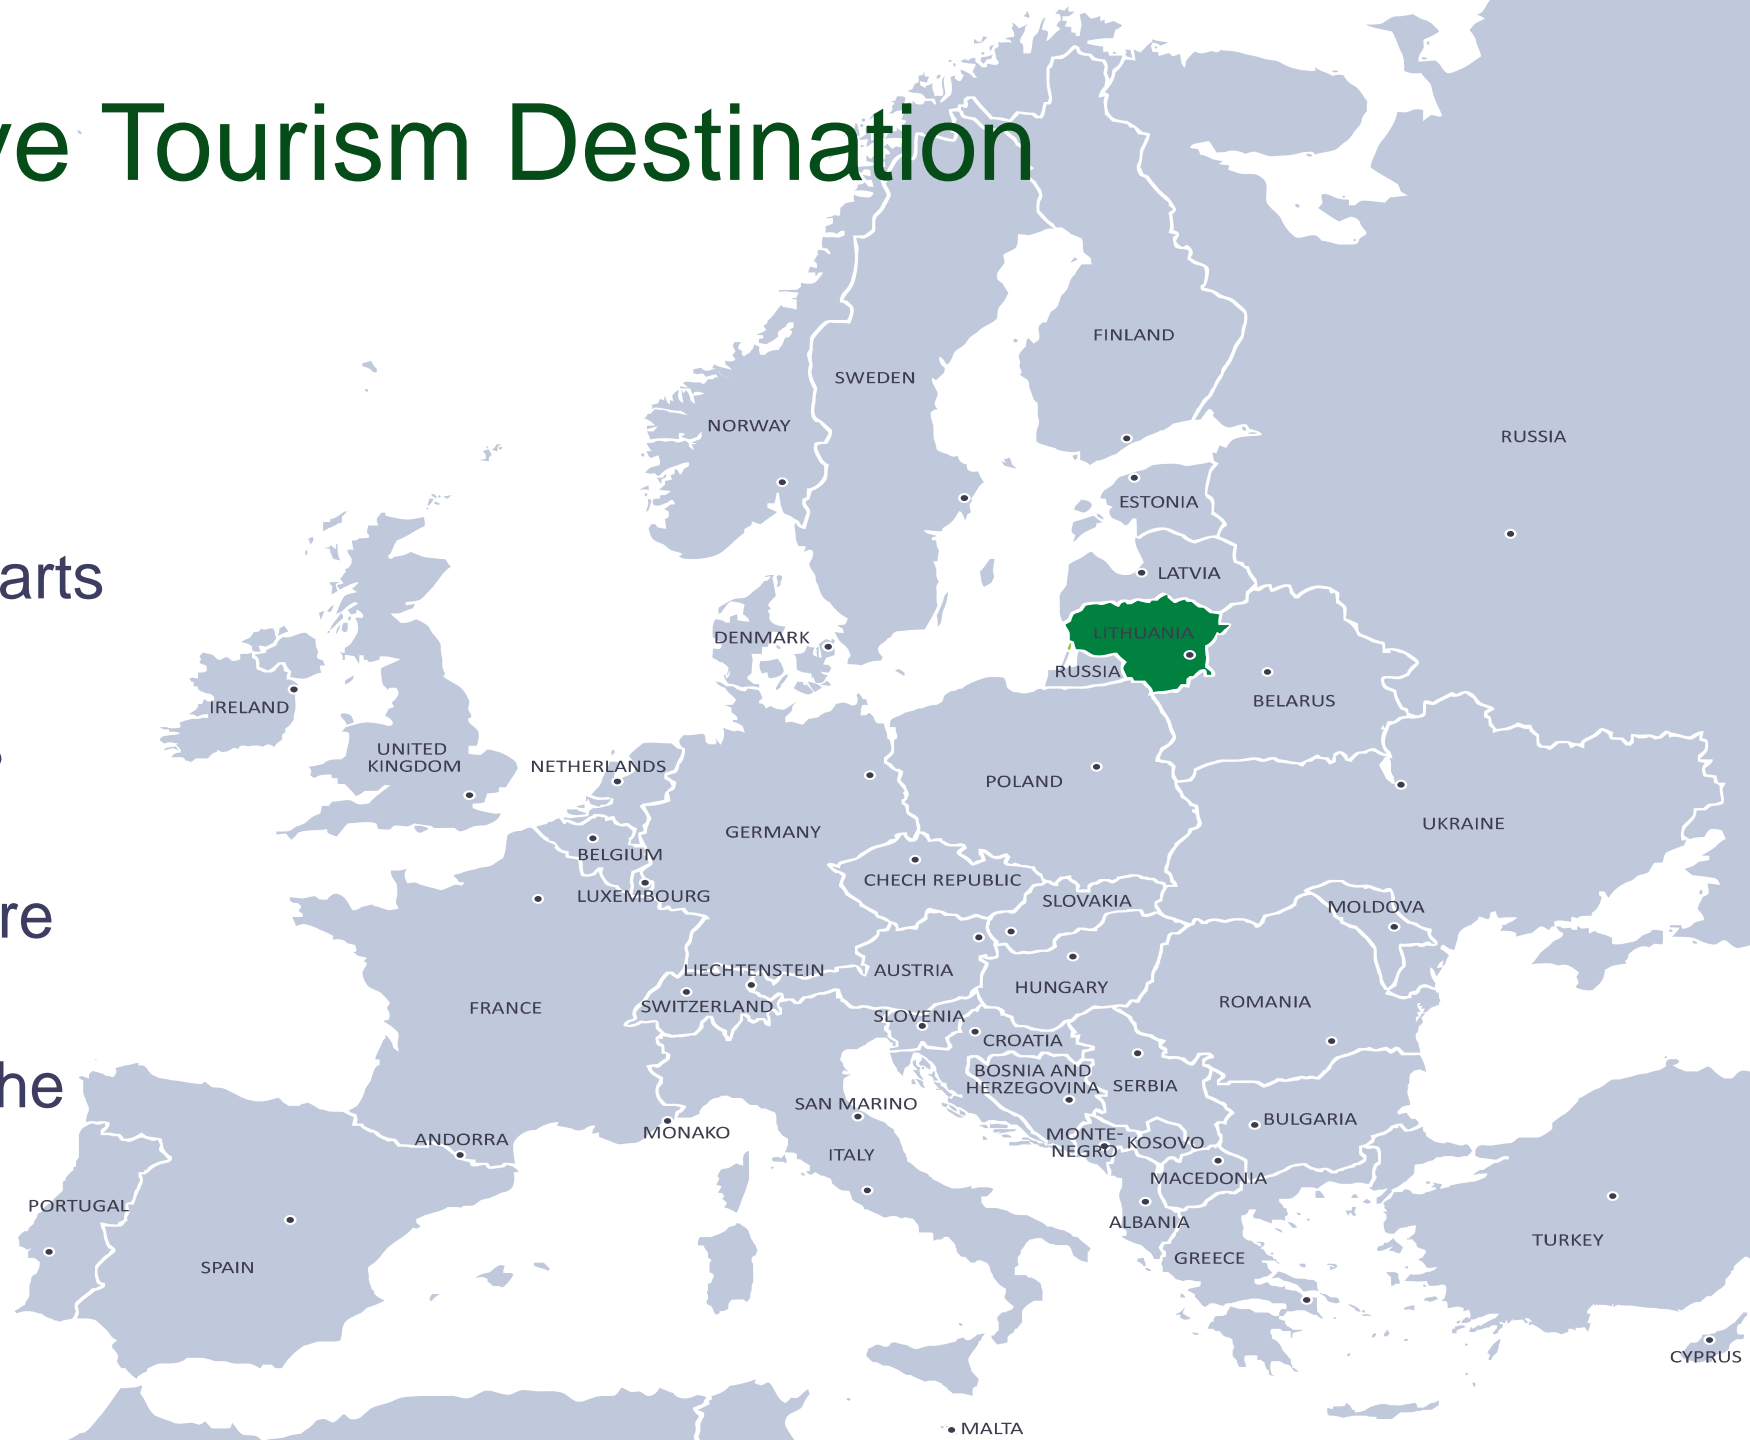 ve Tourism Destination
FINLAND
SWEDEN
NORWAY
RUSSIA
ESTONIA
arts
LATVIA
LITHUANIA
DENMARK
RUSSIA
BELARUS
IRELAND
UNITED
KINGDOM
NETHERLANDS
POLAND
UKRAINE
GERMANY
BELGIUM
CHECH REPUBLIC
LUXEMBOURG
SLOVAKIA
MOLDOVA
re
LIECHTENSTEIN
AUSTRIA
HUNGARY
ROMANIA
SWITZERLAND
FRANCE
SLOVENIA
CROATIA
BOSNIA AND
HERZEGOVINA
SERBIA
he
SAN MARINO
BULGARIA
MONAKO
MONTE-
NEGRO
KOSOVO
ANDORRA
ITALY
MACEDONIA
PORTUGAL
ALBANIA
TURKEY
GREECE
SPAIN
CYPRUS
MALTA